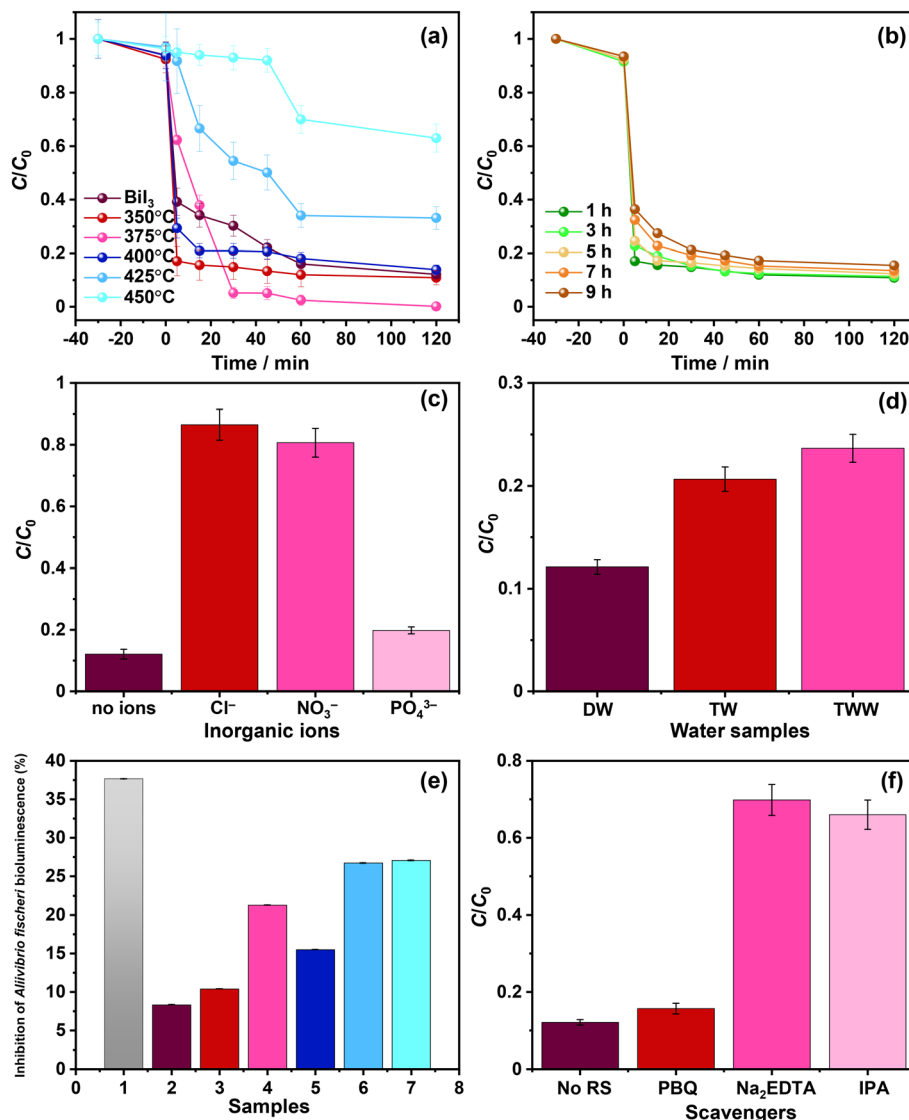 (a)
1
0.8
0.6
0.4
0.2
0
C/C₀
BiI₃
350°C
375°C
400°C
425°C
450°C
-40 -20 0 20 40 60 80 100 120
Time / min
(b)
1
0.8
0.6
0.4
0.2
0
C/C₀
1 h
3 h
5 h
7 h
9 h
-40 -20 0 20 40 60 80 100 120
Time / min
(c)
1
0.8
0.6
0.4
0.2
0
C/C₀
no ions Cl⁻ NO₃⁻ PO₄³⁻
Inorganic ions
(d)
0.3
0.2
0.1
0
C/C₀
DW TW TWW
Water samples
(e)
40
35
30
25
20
15
10
5
0
Inhibition of Aliivibrio fischeri bioluminescence (%)
0 1 2 3 4 5 6 7 8
Samples
(f)
0.8
0.6
0.4
0.2
0
C/C₀
No RS PBQ Na₂EDTA IPA
Scavengers